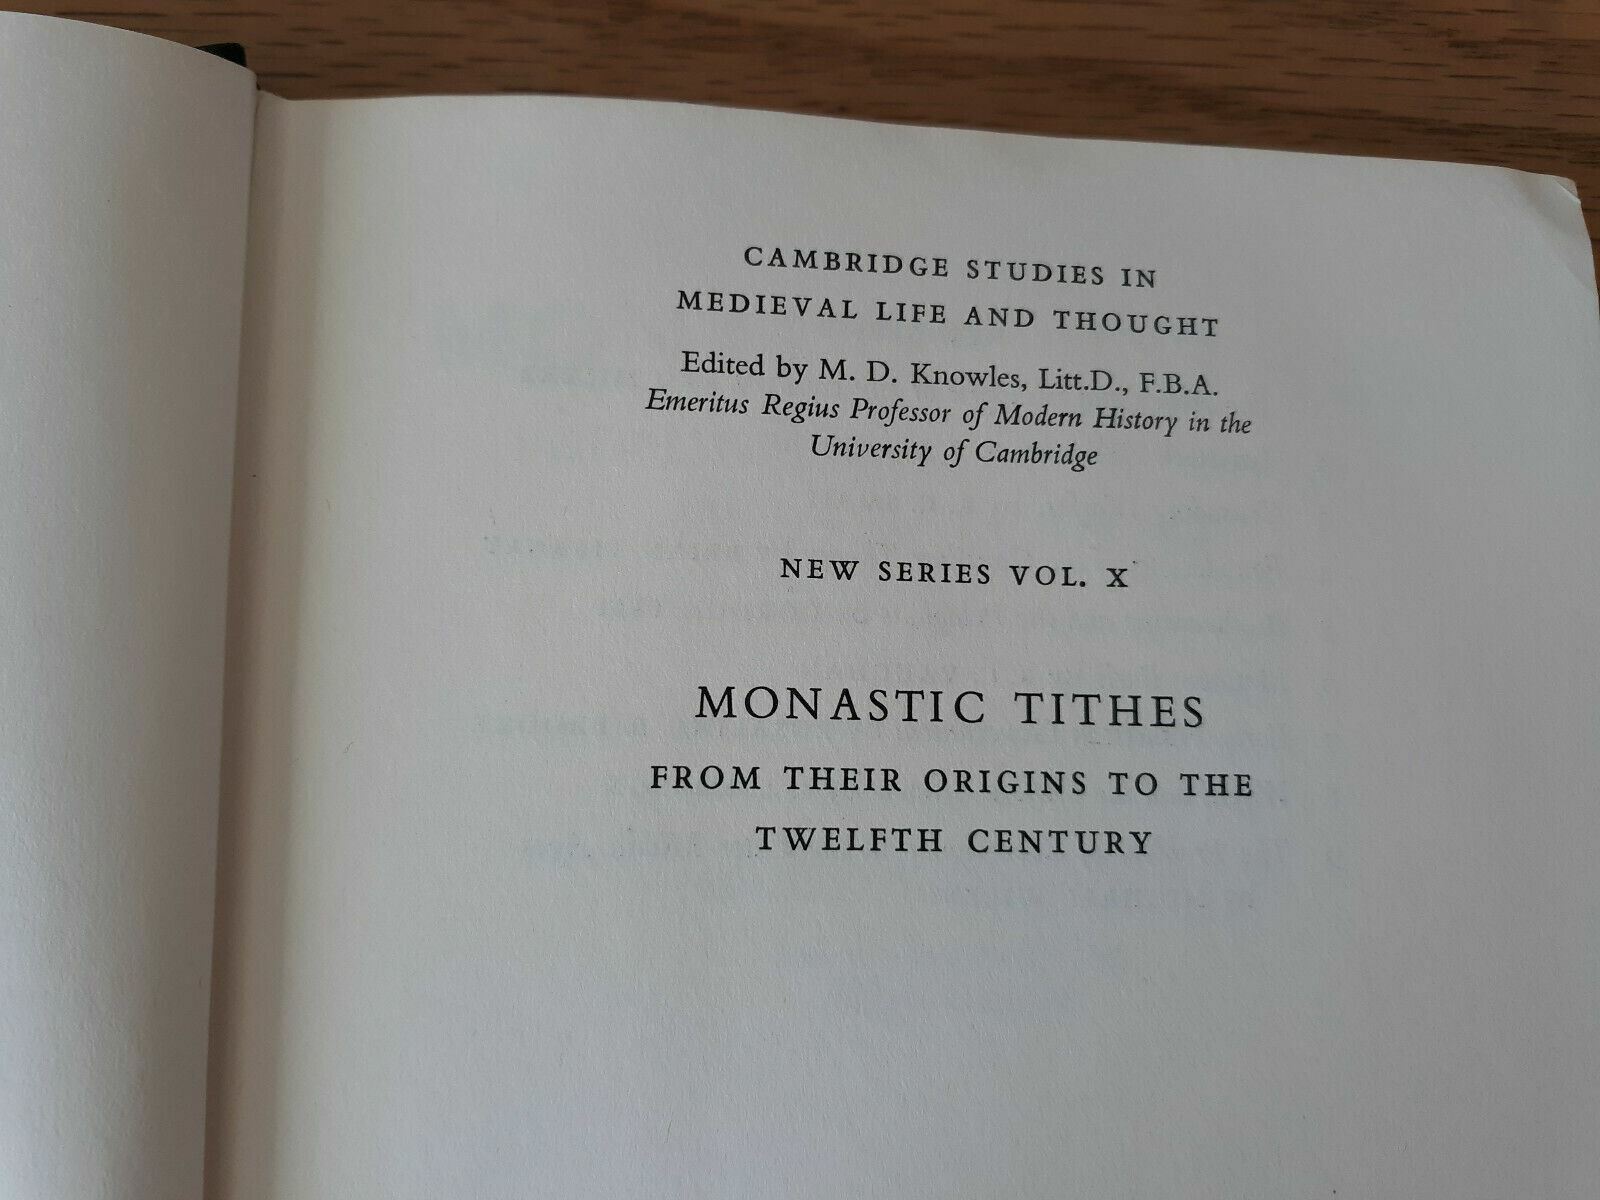 CAMBRIDGE STUDIES IN
MEDIEVAL LIFE AND THOUGHT
Edited by M. D. Knowles, Litt.D., F.B.A.
Emeritus Regius Professor of Modern History in the
University of Cambridge
NEW SERIES VOL. X
MONASTIC TITHES
FROM THEIR ORIGINS TO THE
TWELFTH CENTURY